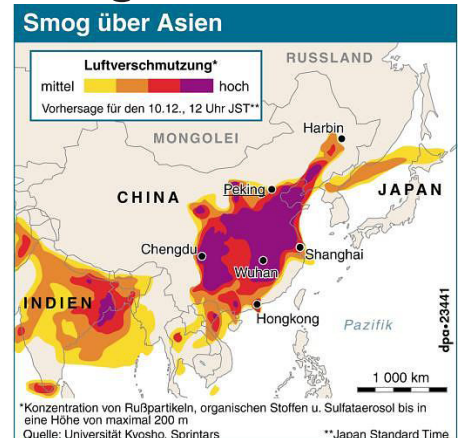 Smog über Asien
Luftverschmutzung*
mittel hoch
Vorhersage für den 10.12., 12 Uhr JST**
RUSSLAND
MONGOLEI
Harbin
Peking
CHINA
JAPAN
Chengdu
Shanghai
Wuhan
INDIEN
Hongkong
Pazifik
dpa•23441
1 000 km
*Konzentration von Rußpartikeln, organischen Stoffen u. Sulfataerosol bis in
eine Höhe von maximal 200 m
Quelle: Universität Kyosho, Sprintars **Japan Standard Time